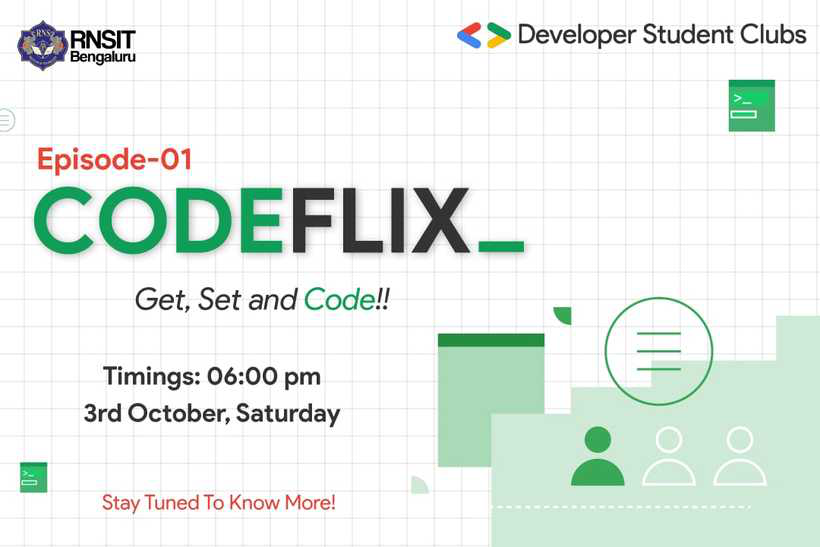 RNSIT
Bengaluru
Developer Student Clubs
Episode-01
CODEFLIX_
Get, Set and Code!!
Timings: 06:00 pm
3rd October, Saturday
Stay Tuned To Know More!